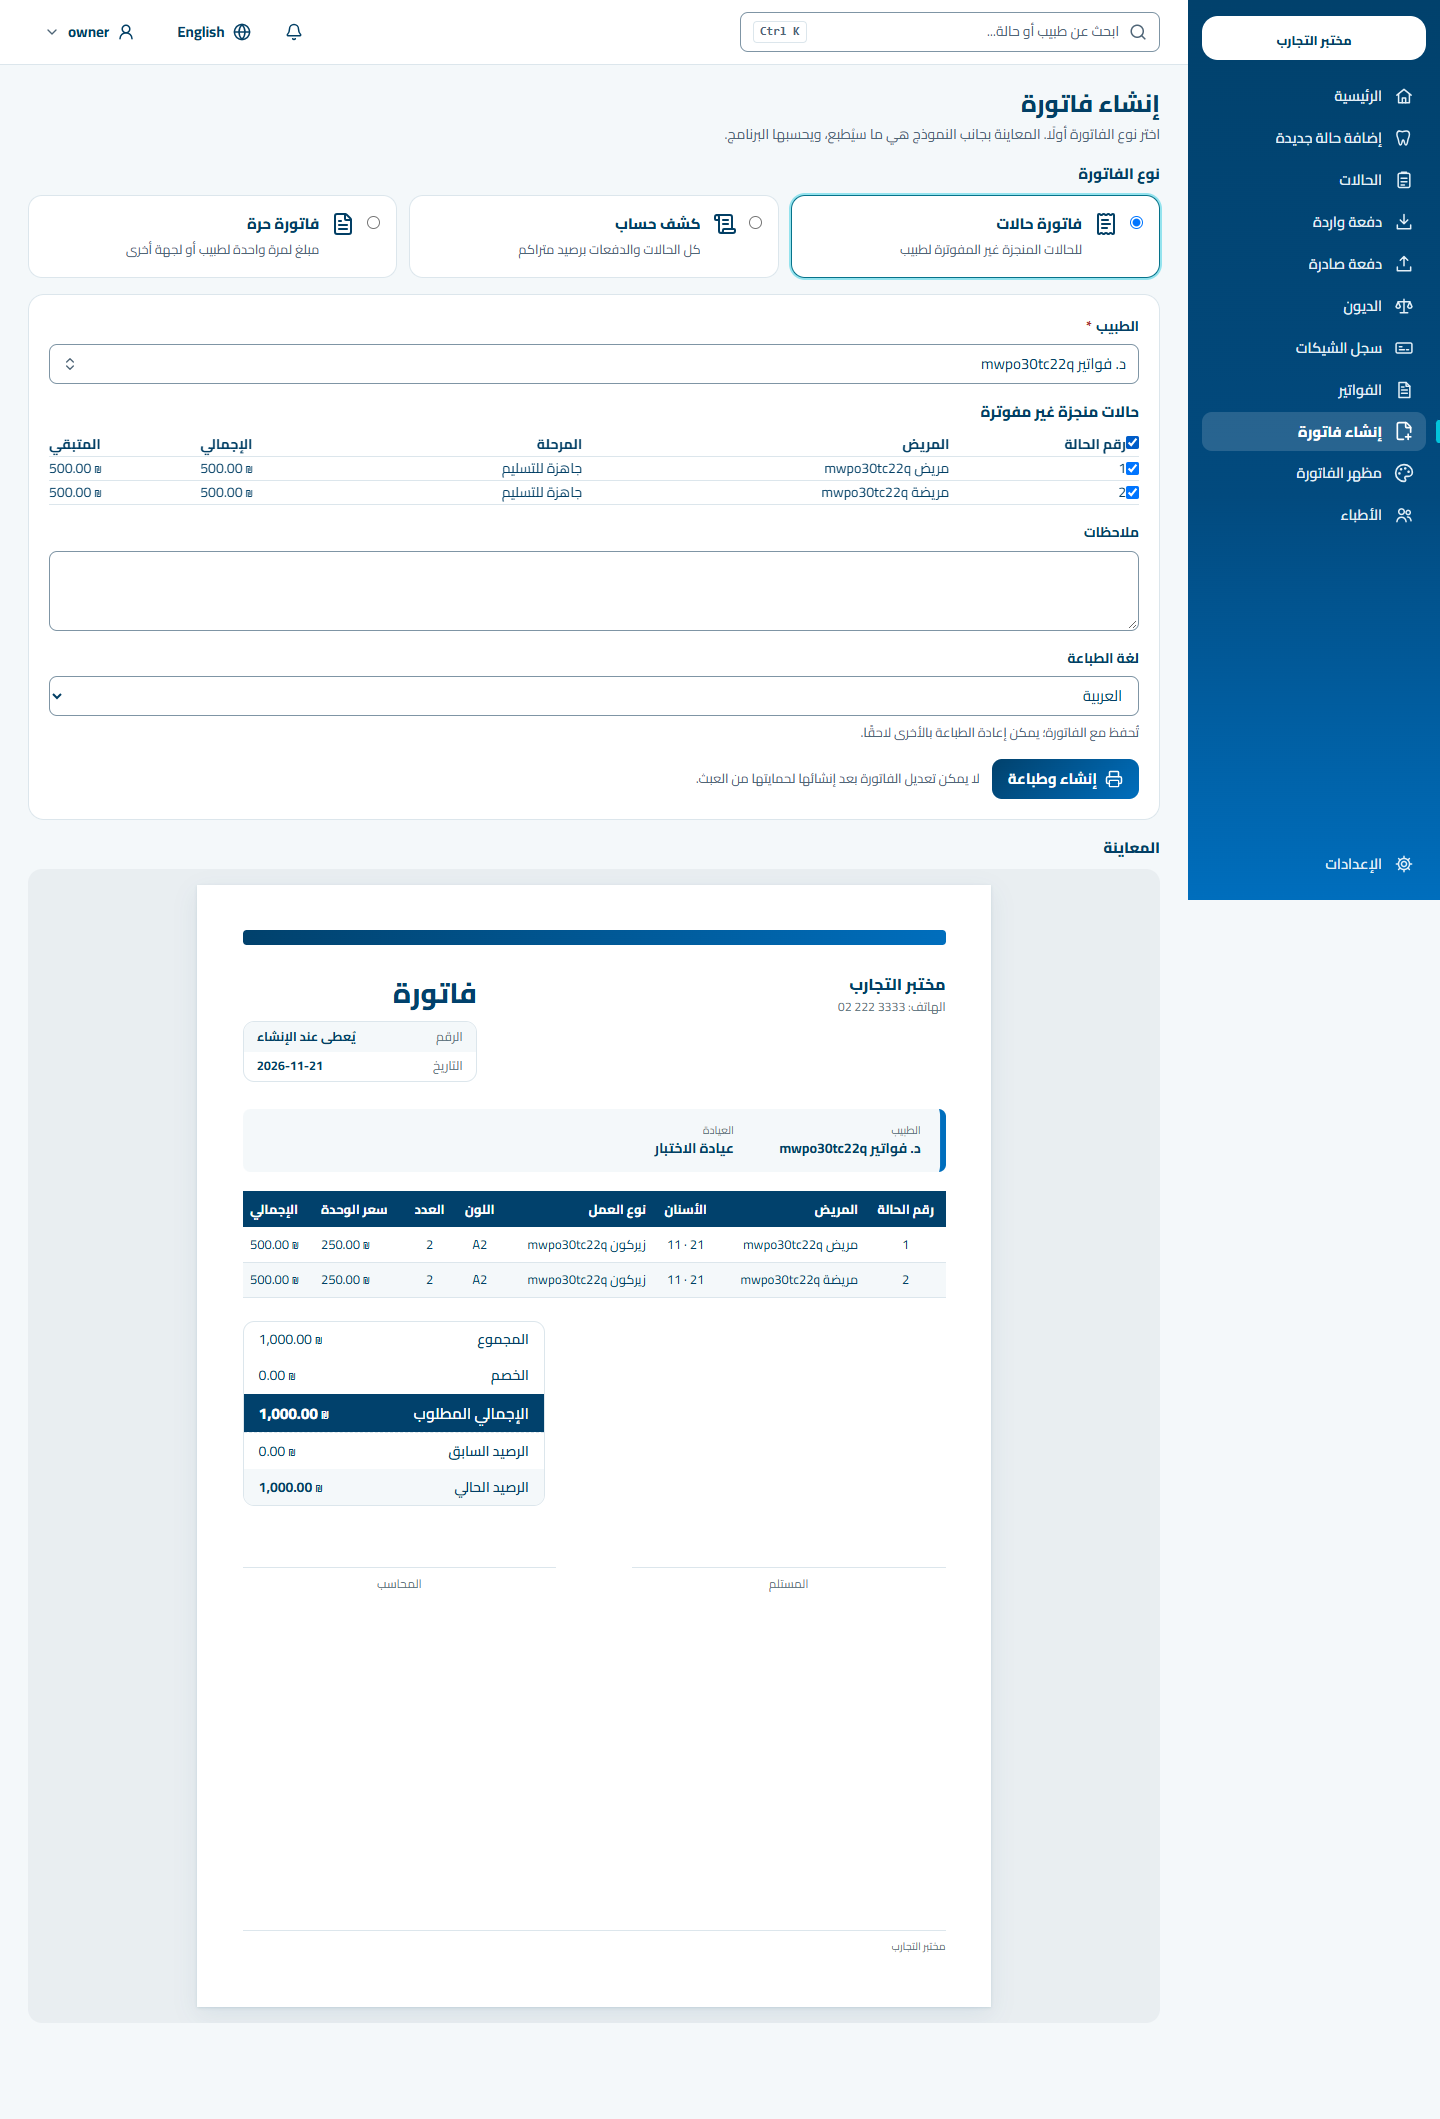 مختبر التجارب
الرئيسية
إضافة حالة جديدة
الحالات
دفعة واردة
دفعة صادرة
الديون
سجل الشيكات
الفواتير
إنشاء فاتورة
مظهر الفاتورة
الأطباء
الإعدادات
ابحث عن طبيب أو حالة...
Ctrl K
English
owner
إنشاء فاتورة
اختر نوع الفاتورة أولًا. المعاينة بجانب النموذج هي ما سيُطبع، ويحسبها البرنامج.
نوع الفاتورة
فاتورة حالات
للحالات المنجزة غير المفوترة لطبيب
كشف حساب
كل الحالات والدفعات برصيد متراكم
فاتورة حرة
مبلغ لمرة واحدة لطبيب أو لجهة أخرى
الطبيب *
د. فواتير mwpo30tc22q
حالات منجزة غير مفوترة
رقم الحالة المريض المرحلة الإجمالي المتبقي
1 مريض mwpo30tc22q جاهزة للتسليم 500.00 ₪ 500.00 ₪
2 مريضة mwpo30tc22q جاهزة للتسليم 500.00 ₪ 500.00 ₪
ملاحظات
لغة الطباعة
العربية
تُحفظ مع الفاتورة؛ يمكن إعادة الطباعة بالأخرى لاحقًا.
إنشاء وطباعة
لا يمكن تعديل الفاتورة بعد إنشائها لحمايتها من العبث.
المعاينة
مختبر التجارب
الهاتف: 3333 222 02
فاتورة
الرقم يُعطى عند الإنشاء
التاريخ 2026-11-21
الطبيب العيادة
د. فواتير mwpo30tc22q عيادة الاختبار
رقم الحالة المريض الأسنان نوع العمل اللون العدد سعر الوحدة الإجمالي
1 مريض mwpo30tc22q 11 · 21 زيركون mwpo30tc22q A2 2 250.00 ₪ 500.00 ₪
2 مريضة mwpo30tc22q 11 · 21 زيركون mwpo30tc22q A2 2 250.00 ₪ 500.00 ₪
المجموع 1,000.00 ₪
الخصم 0.00 ₪
الإجمالي المطلوب 1,000.00 ₪
الرصيد السابق 0.00 ₪
الرصيد الحالي 1,000.00 ₪
المستلم المحاسب
مختبر التجارب